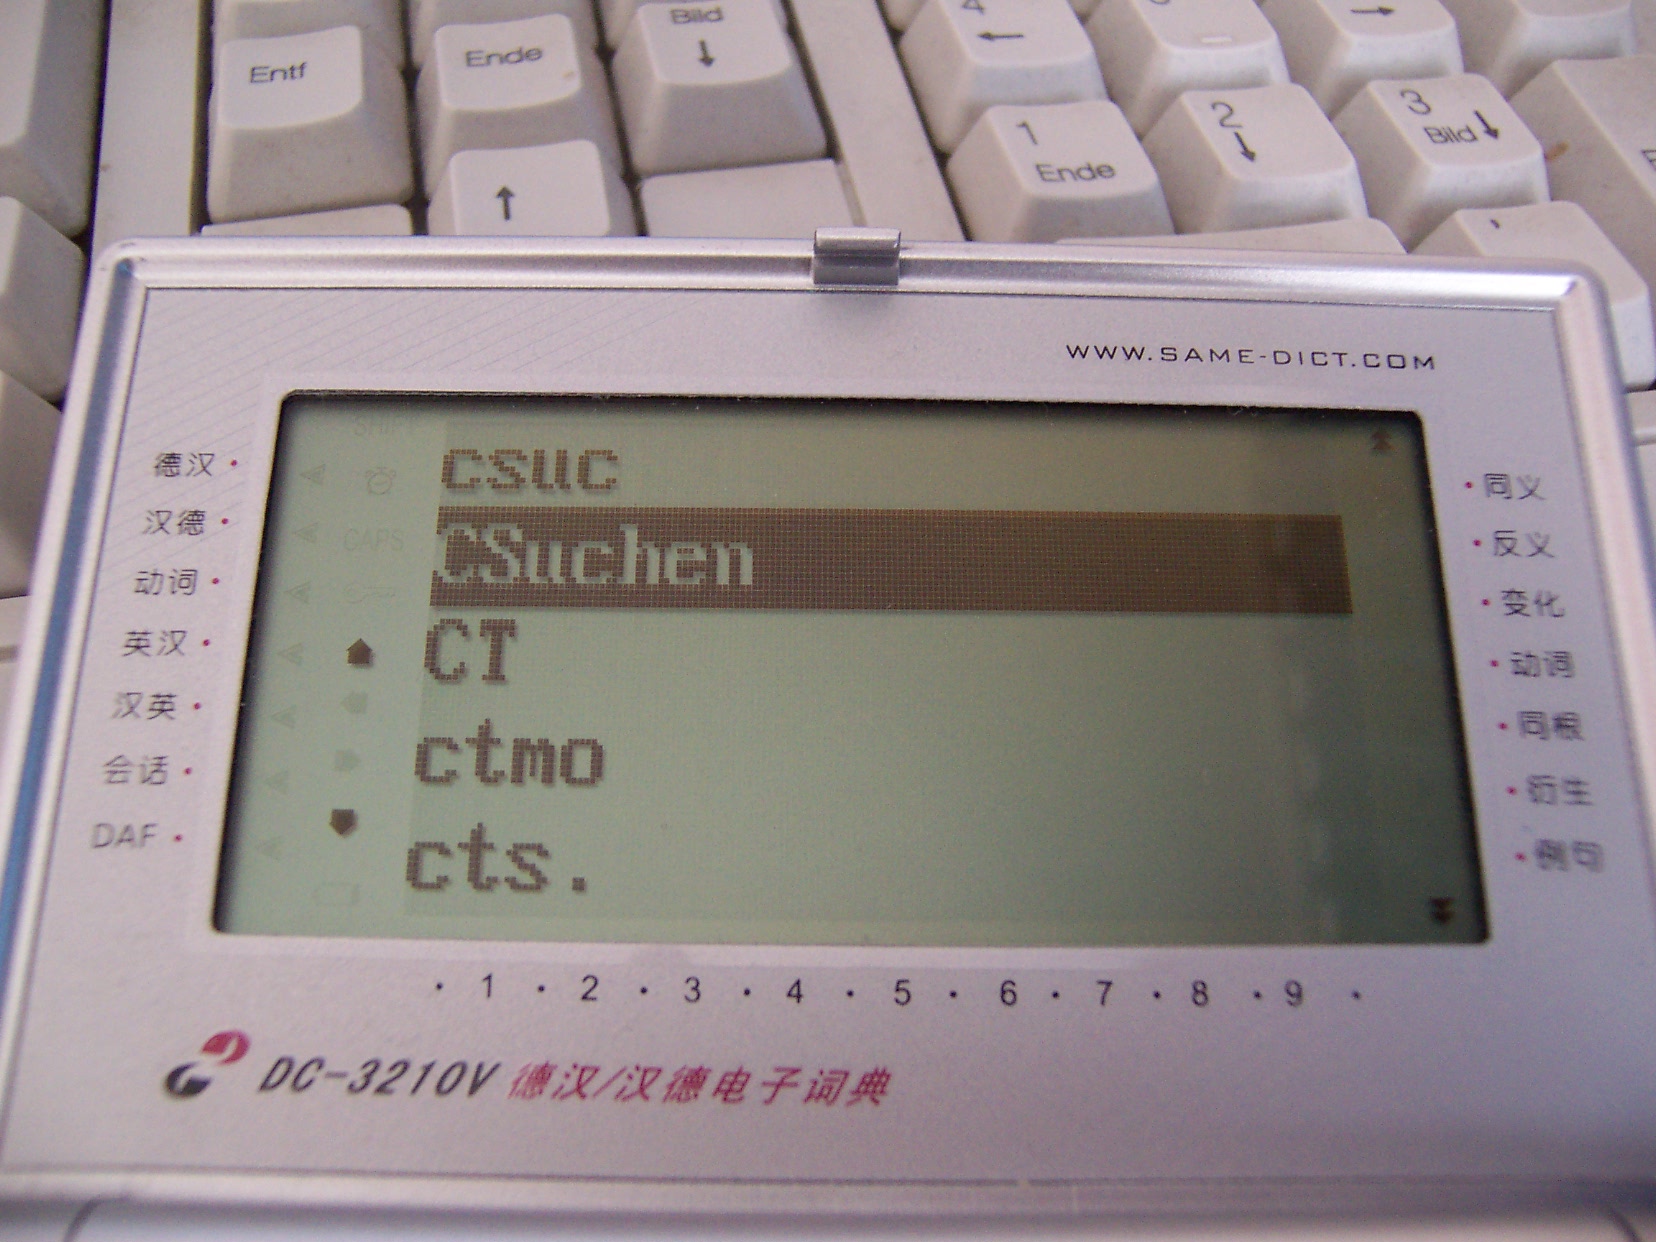 Entf
Ende
Bild ↓
4 ←
→
1 Ende
2 ↓
3 Bild ↓
↑
,
WWW.SAME-DICT.COM
德汉
汉德
动词
英汉
汉英
会话
DAF
SHIFT
CAPS
csuc
CSuchen
CT
ctmo
cts.
同义
反义
变化
动词
同根
衍生
例句
· 1 · 2 · 3 · 4 · 5 · 6 · 7 · 8 · 9 ·
DC-3210V 德汉/汉德电子词典